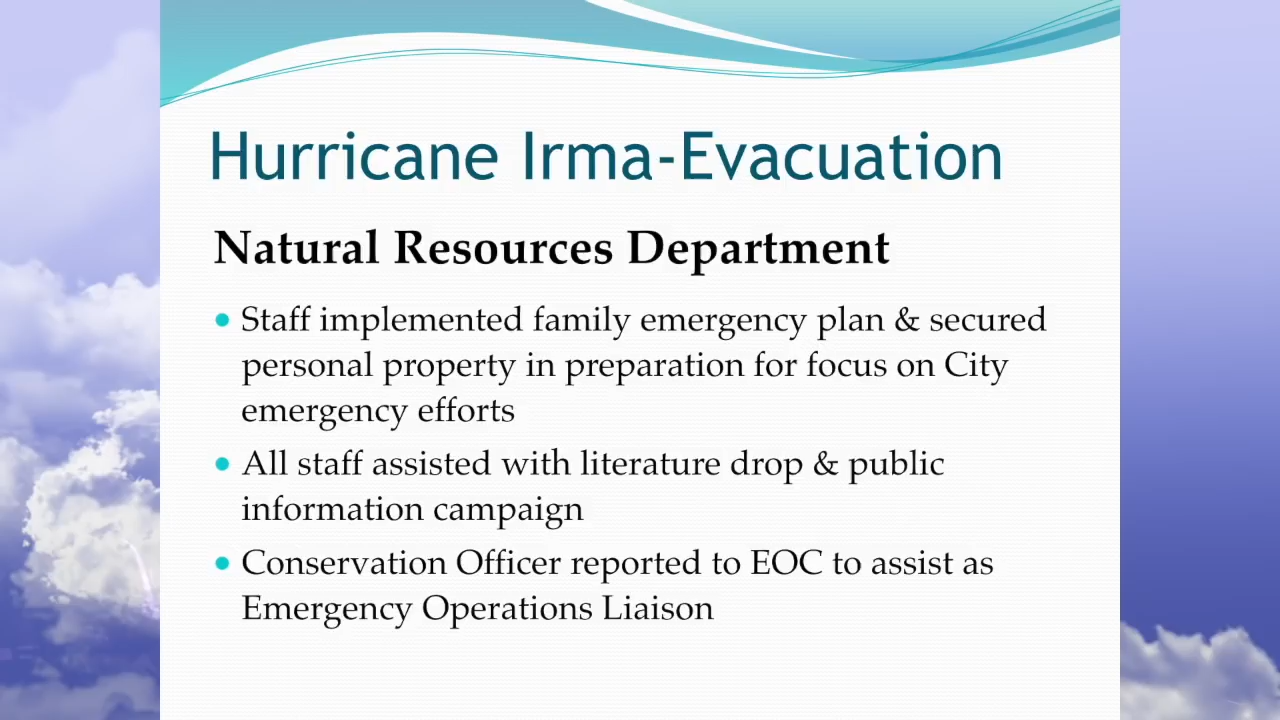 Hurricane Irma-Evacuation
Natural Resources Department
• Staff implemented family emergency plan & secured
personal property in preparation for focus on City
emergency efforts
• All staff assisted with literature drop & public
information campaign
• Conservation Officer reported to EOC to assist as
Emergency Operations Liaison